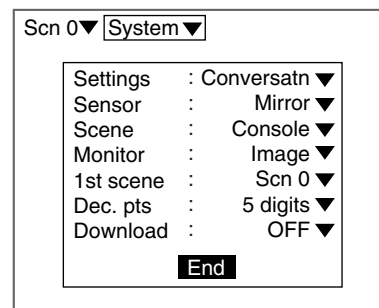 Scn 0▼ System▼
Settings : Conversatn▼
Sensor : Mirror▼
Scene : Console▼
Monitor : Image▼
1st scene : Scn 0▼
Dec. pts : 5 digits▼
Download : OFF▼
End